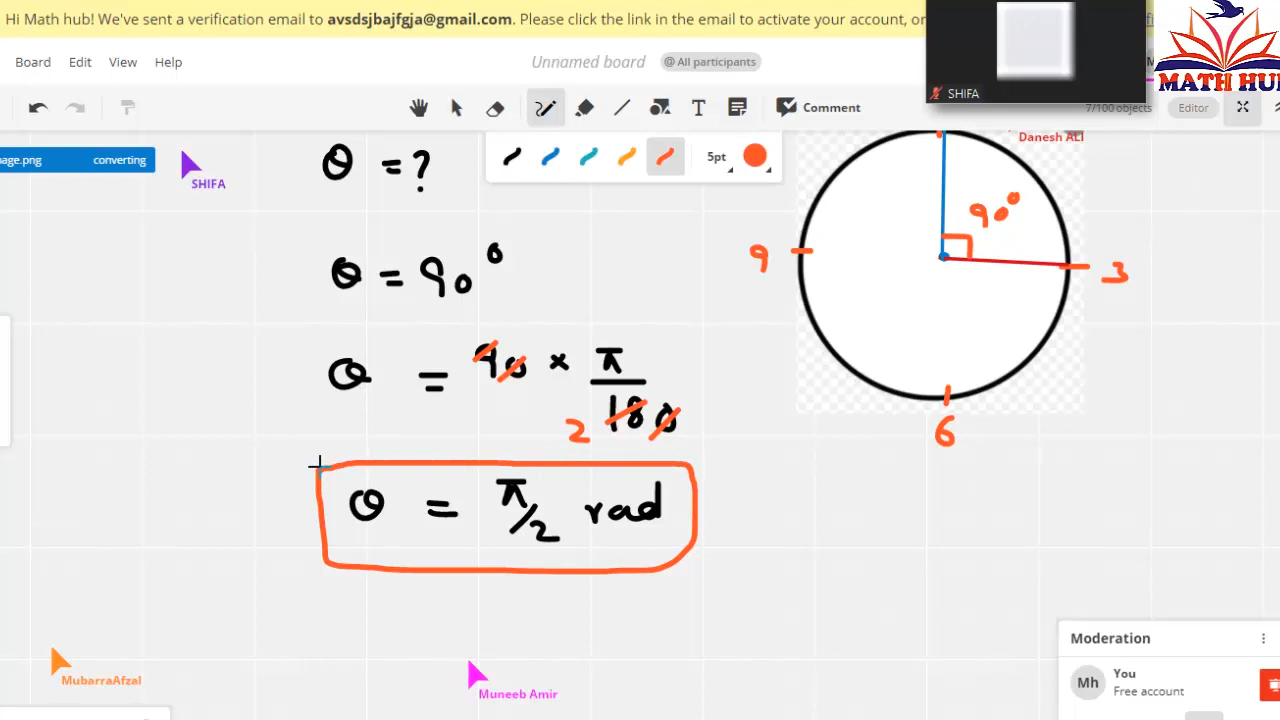 Hi Math hub! We've sent a verification email to avsdsjbajfgja@gmail.com. Please click the link in the email to activate your account, or
Board Edit View Help
Unnamed board
@ All participants
SHIFA
MATH HUB
Comment
7/100 objects
Editor
Danesh ALI
age.png converting
SHIFA
5pt
θ = ?
θ = 90°
θ = 90 × π/180
2
θ = π/2 rad
90°
9
3
6
MubarraAfzal
Muneeb Amir
Moderation
Mh
You
Free account